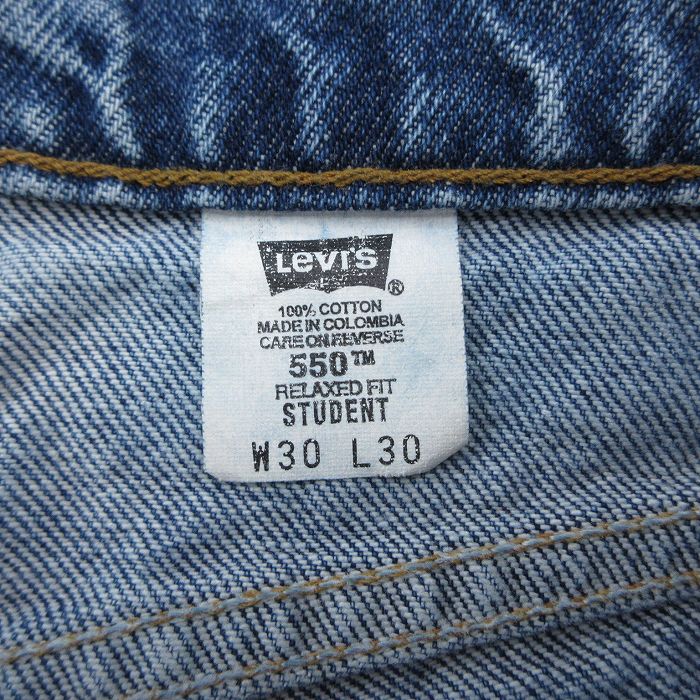 LEVI'S ®
100% COTTON
MADE IN COLOMBIA
CARE ON REVERSE
550™
RELAXED FIT
STUDENT
W30 L30